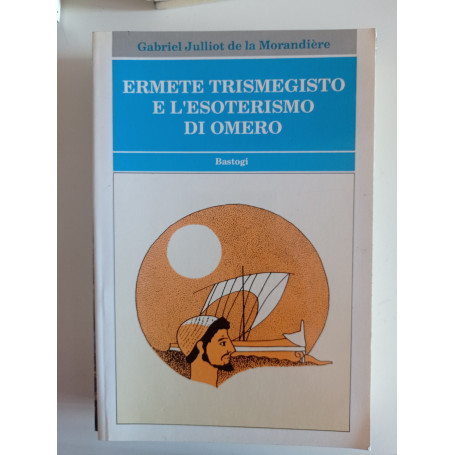 Gabriel Julliot de la Morandière
ERMETE TRISMEGISTO
E L'ESOTERISMO
DI OMERO
Bastogi